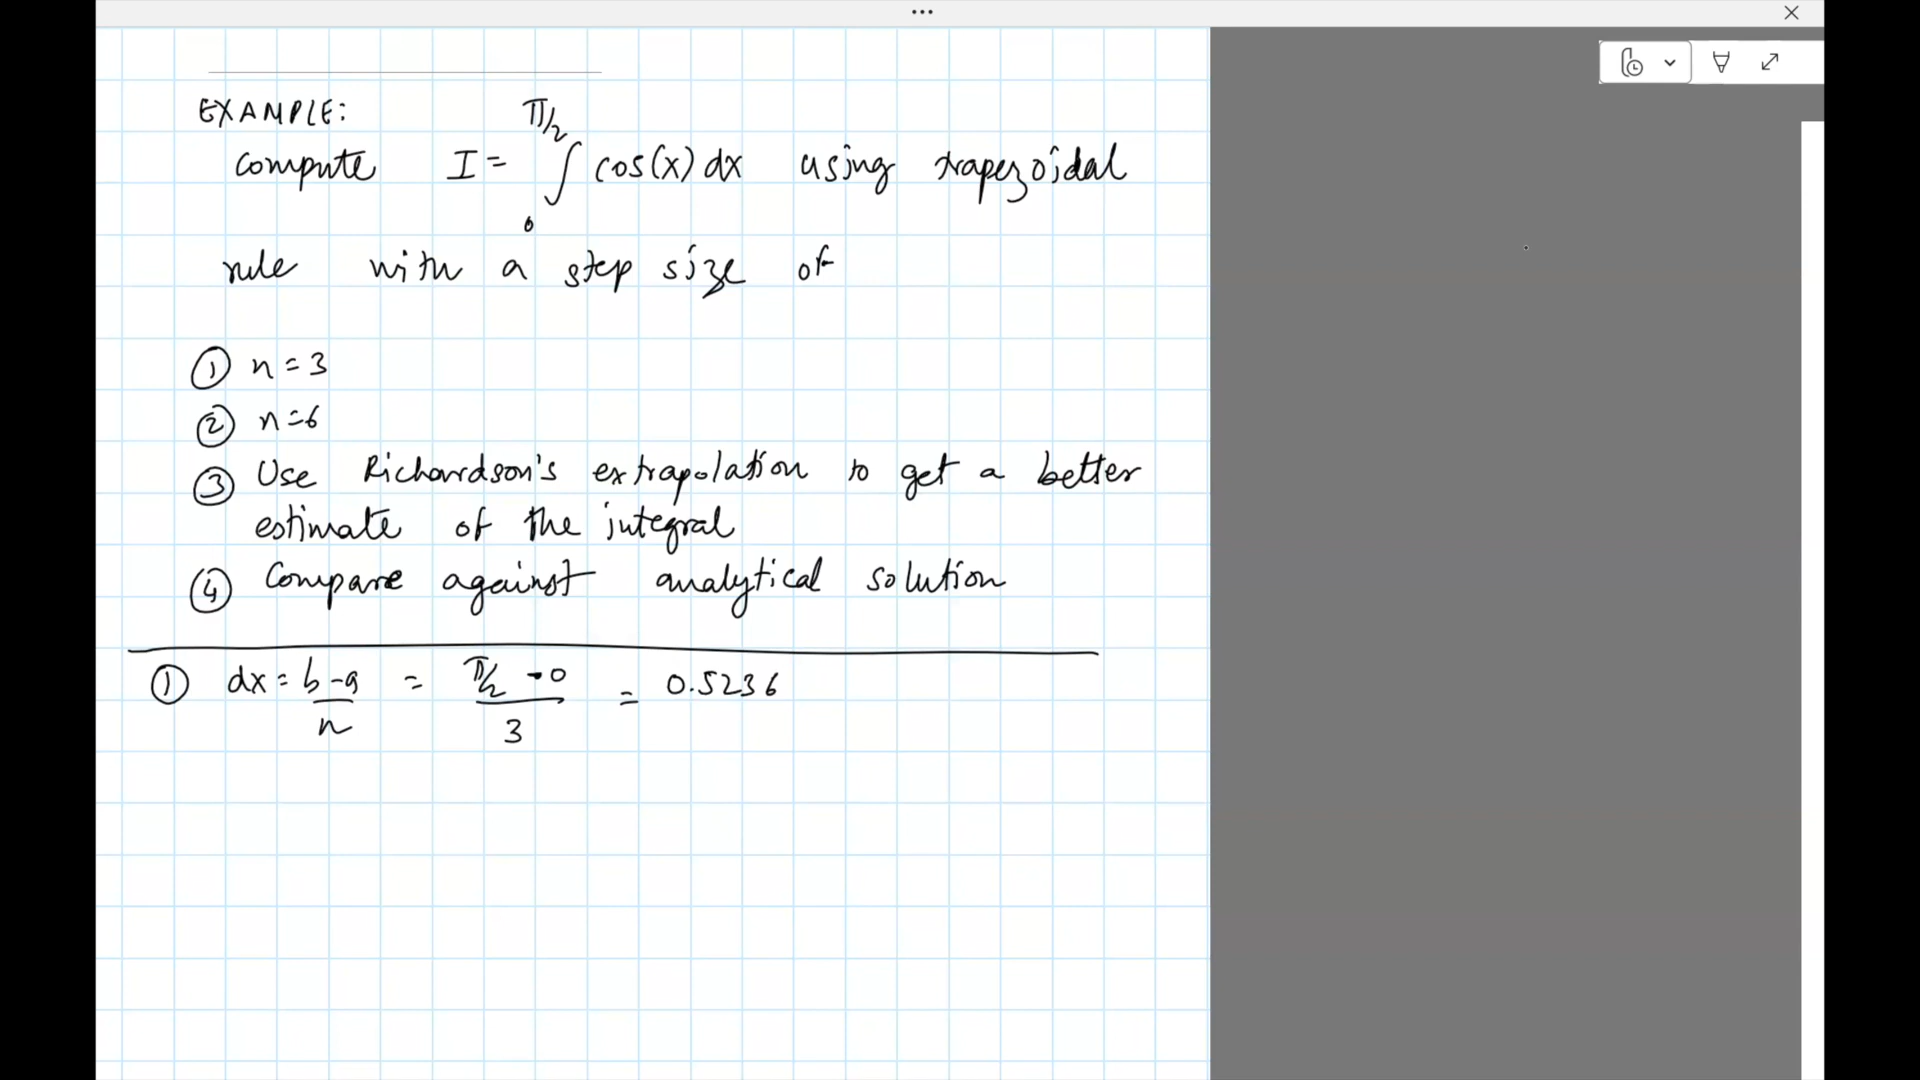 EXAMPLE:
compute I = ∫₀^π/2 cos(x) dx using trapezoidal
rule with a step size of
① n = 3
② n = 6
③ Use Richardson's extrapolation to get a better
estimate of the integral
④ Compare against analytical solution
① dx = (b-a)/n = (π/2 - 0)/3 = 0.5236